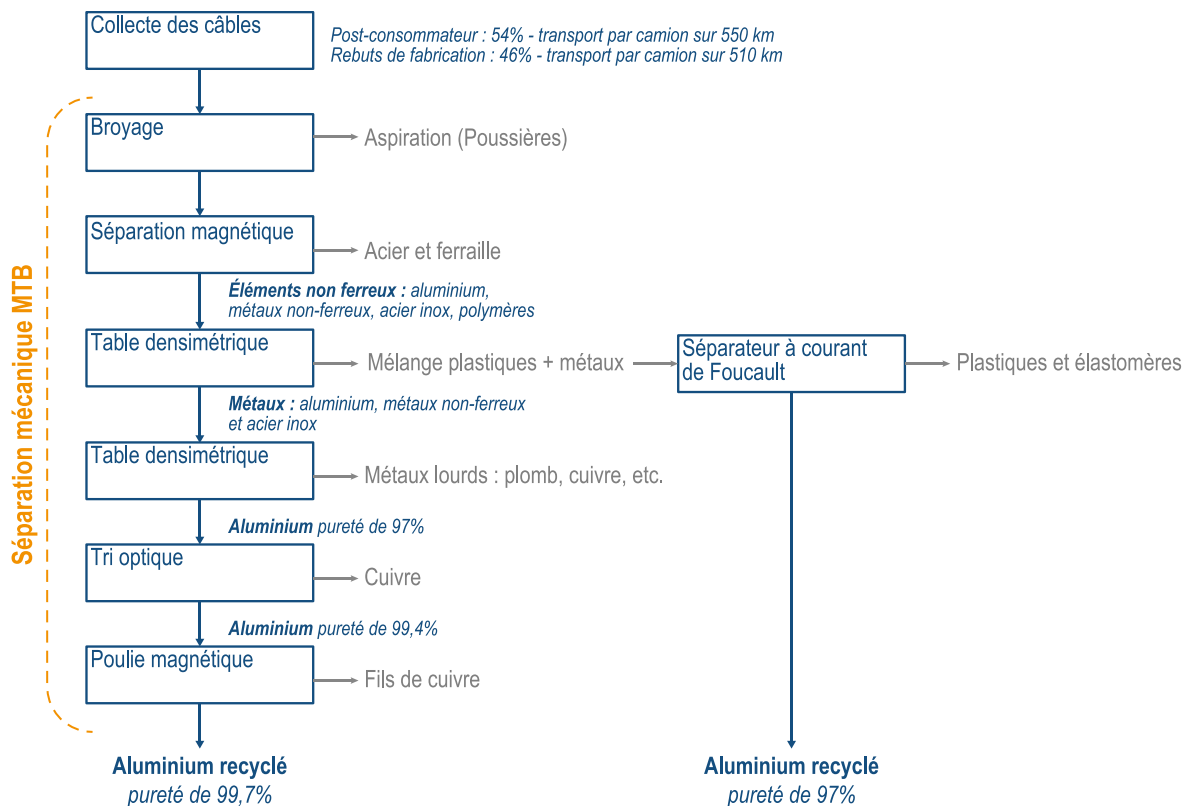 Collecte des câbles
Post-consommateur : 54% - transport par camion sur 550 km
Rebuts de fabrication : 46% - transport par camion sur 510 km
Séparation mécanique MTB
Broyage
Aspiration (Poussières)
Séparation magnétique
Acier et ferraille
Éléments non ferreux : aluminium,
métaux non-ferreux, acier inox, polymères
Table densimétrique
Mélange plastiques + métaux
Séparateur à courant
de Foucault
Plastiques et élastomères
Métaux : aluminium, métaux non-ferreux
et acier inox
Table densimétrique
Métaux lourds : plomb, cuivre, etc.
Aluminium pureté de 97%
Tri optique
Cuivre
Aluminium pureté de 99,4%
Poulie magnétique
Fils de cuivre
Aluminium recyclé
pureté de 99,7%
Aluminium recyclé
pureté de 97%